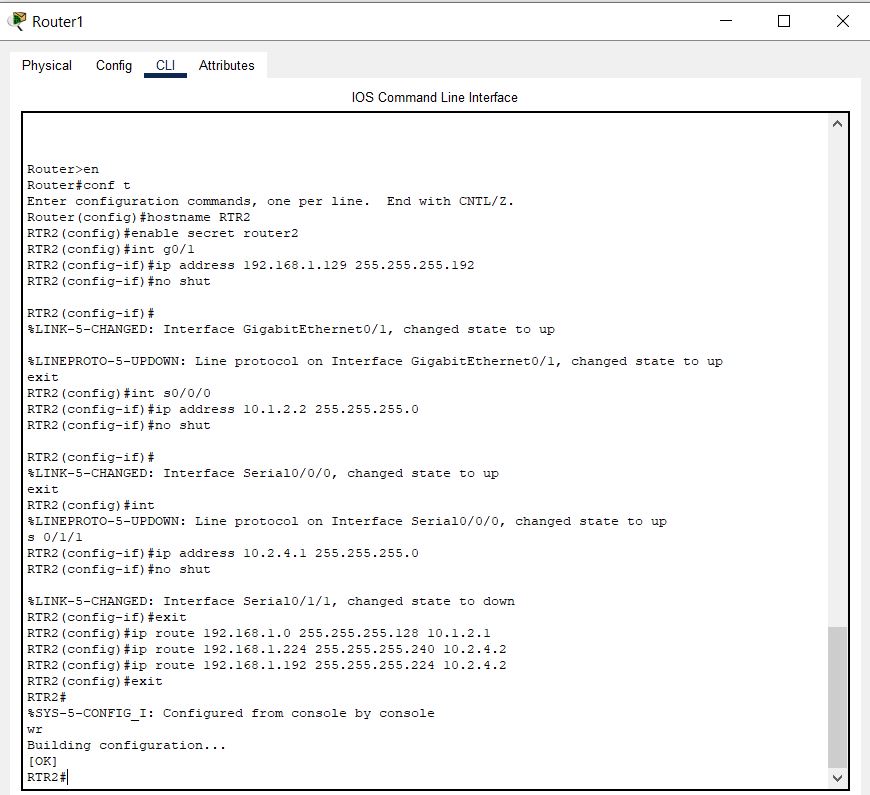 Router1
Physical Config CLI Attributes
IOS Command Line Interface
Router>en
Router#conf t
Enter configuration commands, one per line.  End with CNTL/Z.
Router(config)#hostname RTR2
RTR2(config)#enable secret router2
RTR2(config)#int g0/1
RTR2(config-if)#ip address 192.168.1.129 255.255.255.192
RTR2(config-if)#no shut
RTR2(config-if)#
%LINK-5-CHANGED: Interface GigabitEthernet0/1, changed state to up
%LINEPROTO-5-UPDOWN: Line protocol on Interface GigabitEthernet0/1, changed state to up
exit
RTR2(config)#int s0/0/0
RTR2(config-if)#ip address 10.1.2.2 255.255.255.0
RTR2(config-if)#no shut
RTR2(config-if)#
%LINK-5-CHANGED: Interface Serial0/0/0, changed state to up
exit
RTR2(config)#int
%LINEPROTO-5-UPDOWN: Line protocol on Interface Serial0/0/0, changed state to up
s 0/1/1
RTR2(config-if)#ip address 10.2.4.1 255.255.255.0
RTR2(config-if)#no shut
%LINK-5-CHANGED: Interface Serial0/1/1, changed state to down
RTR2(config-if)#exit
RTR2(config)#ip route 192.168.1.0 255.255.255.128 10.1.2.1
RTR2(config)#ip route 192.168.1.224 255.255.255.240 10.2.4.2
RTR2(config)#ip route 192.168.1.192 255.255.255.224 10.2.4.2
RTR2(config)#exit
RTR2#
%SYS-5-CONFIG_I: Configured from console by console
wr
Building configuration...
[OK]
RTR2#